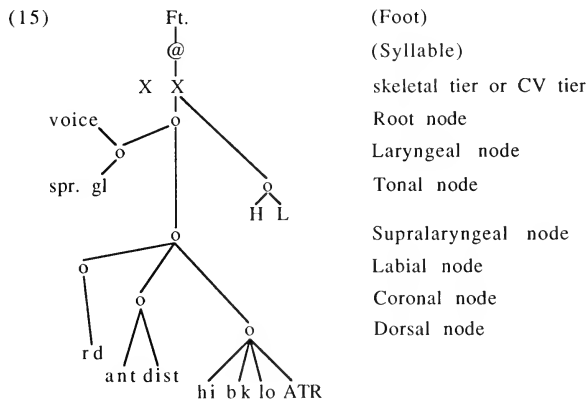 (15) Ft. (Foot)
@ (Syllable)
X X skeletal tier or CV tier
voice o Root node
o Laryngeal node
spr. gl o Tonal node
H L
o Supralaryngeal node
o Labial node
o Coronal node
o Dorsal node
rd
ant dist
hi bk lo ATR